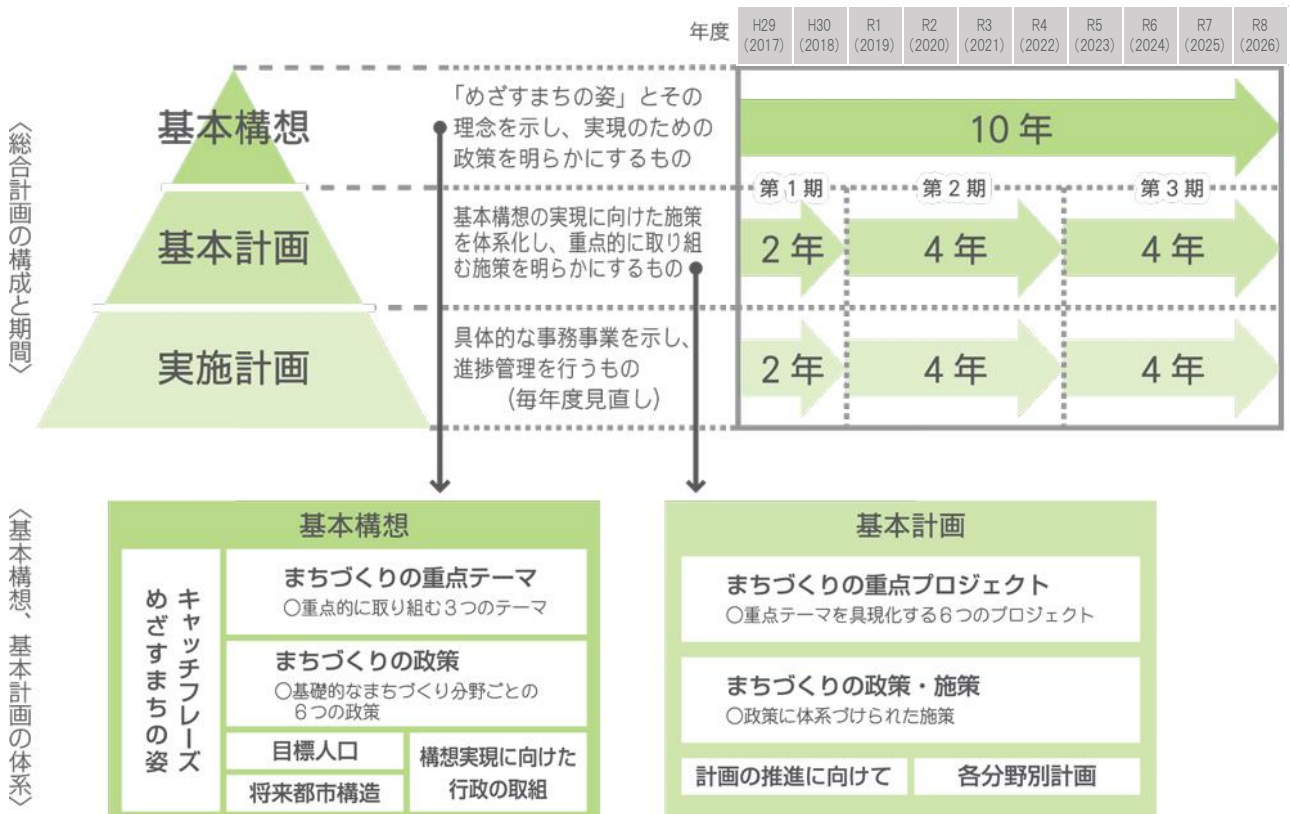 年度
H29
(2017)
H30
(2018)
R1
(2019)
R2
(2020)
R3
(2021)
R4
(2022)
R5
(2023)
R6
(2024)
R7
(2025)
R8
(2026)
〈総合計画の構成と期間〉
基本構想
「めざすまちの姿」とその
理念を示し、実現のための
政策を明らかにするもの
10年
第1期
第2期
第3期
基本計画
基本構想の実現に向けた施策
を体系化し、重点的に取り組
む施策を明らかにするもの
2年
4年
4年
実施計画
具体的な事務事業を示し、
進捗管理を行うもの
(毎年度見直し)
2年
4年
4年
〈基本構想、基本計画の体系〉
基本構想
キャッチフレーズ
めざすまちの姿
まちづくりの重点テーマ
○重点的に取り組む3つのテーマ
まちづくりの政策
○基礎的なまちづくり分野ごとの
6つの政策
目標人口
将来都市構造
構想実現に向けた
行政の取組
基本計画
まちづくりの重点プロジェクト
○重点テーマを具現化する6つのプロジェクト
まちづくりの政策・施策
○政策に体系づけられた施策
計画の推進に向けて
各分野別計画